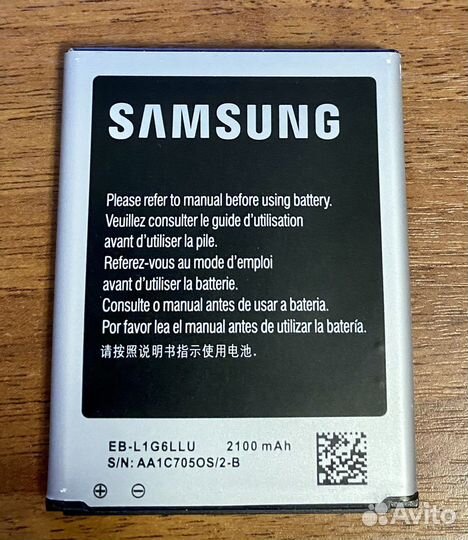 SAMSUNG
Please refer to manual before using battery.
Veuillez consulter le guide d'utilisation
avant d'utiliser la pile.
Referez-vous au mode d'emploi
avant d'utiliser la batterie.
Consulte o manual antes de usar a bateria.
Por favor lea el manual antes de utilizar la batería.
请按照说明书指示使用电池.
EB-L1G6LLU 2100 mAh
S/N: AA1C705OS/2-B
Avito